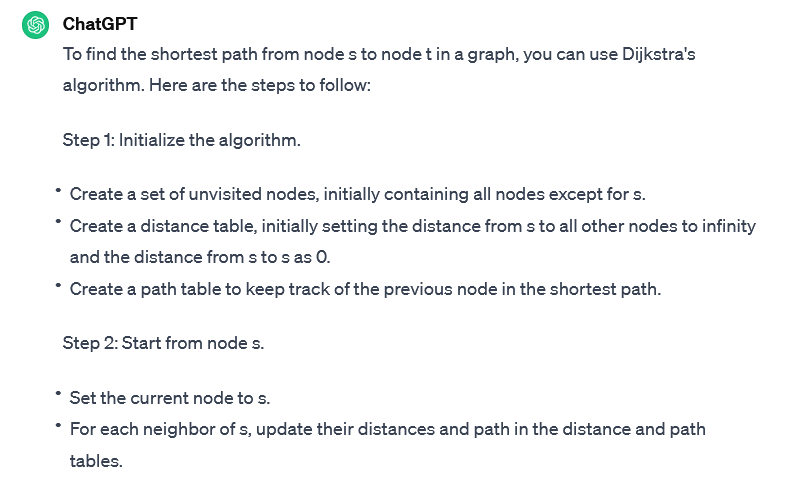 ChatGPT
To find the shortest path from node s to node t in a graph, you can use Dijkstra's
algorithm. Here are the steps to follow:
Step 1: Initialize the algorithm.
• Create a set of unvisited nodes, initially containing all nodes except for s.
• Create a distance table, initially setting the distance from s to all other nodes to infinity
and the distance from s to s as 0.
• Create a path table to keep track of the previous node in the shortest path.
Step 2: Start from node s.
• Set the current node to s.
• For each neighbor of s, update their distances and path in the distance and path
tables.